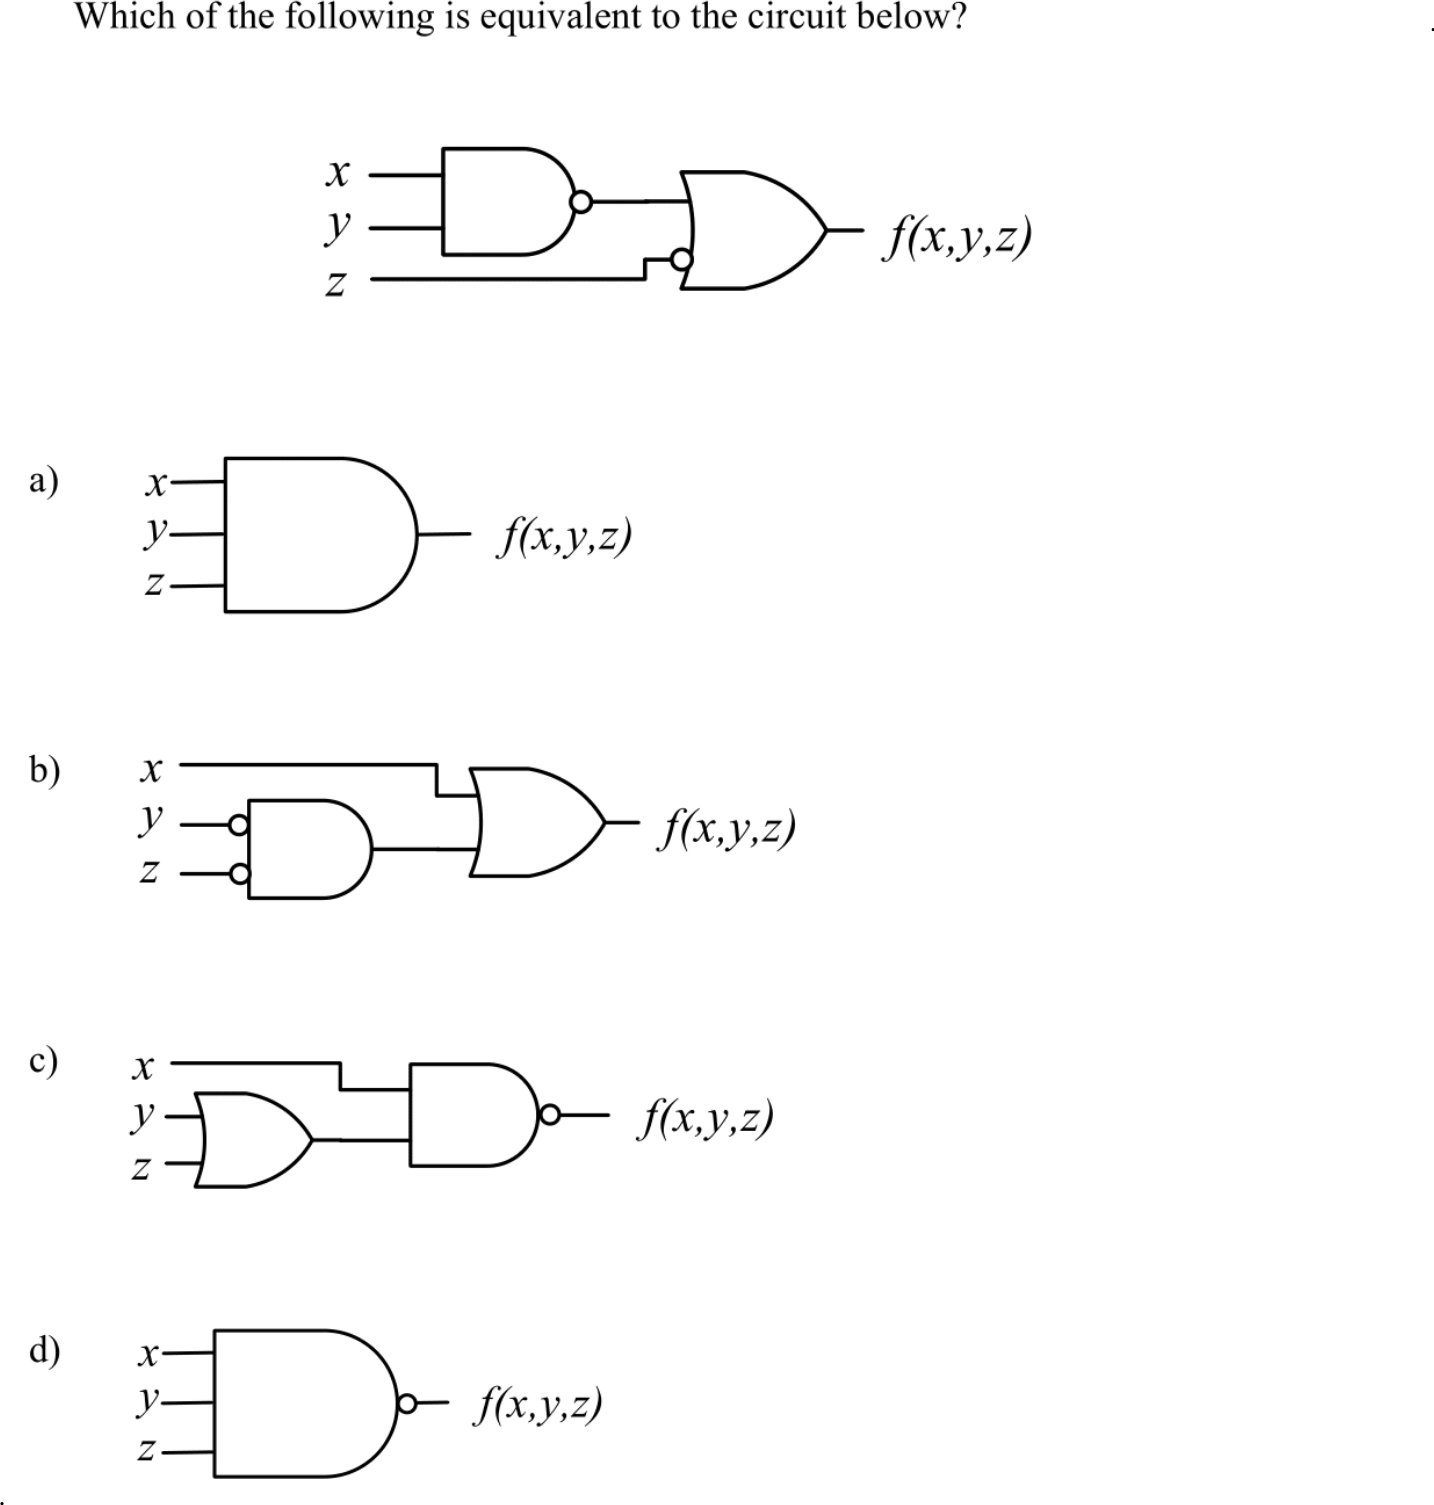 Which of the following is equivalent to the circuit below?
x
y
f(x,y,z)
z
a)
x
y
f(x,y,z)
z
b)
x
y
f(x,y,z)
z
c)
x
y
f(x,y,z)
z
d)
x
y
f(x,y,z)
z